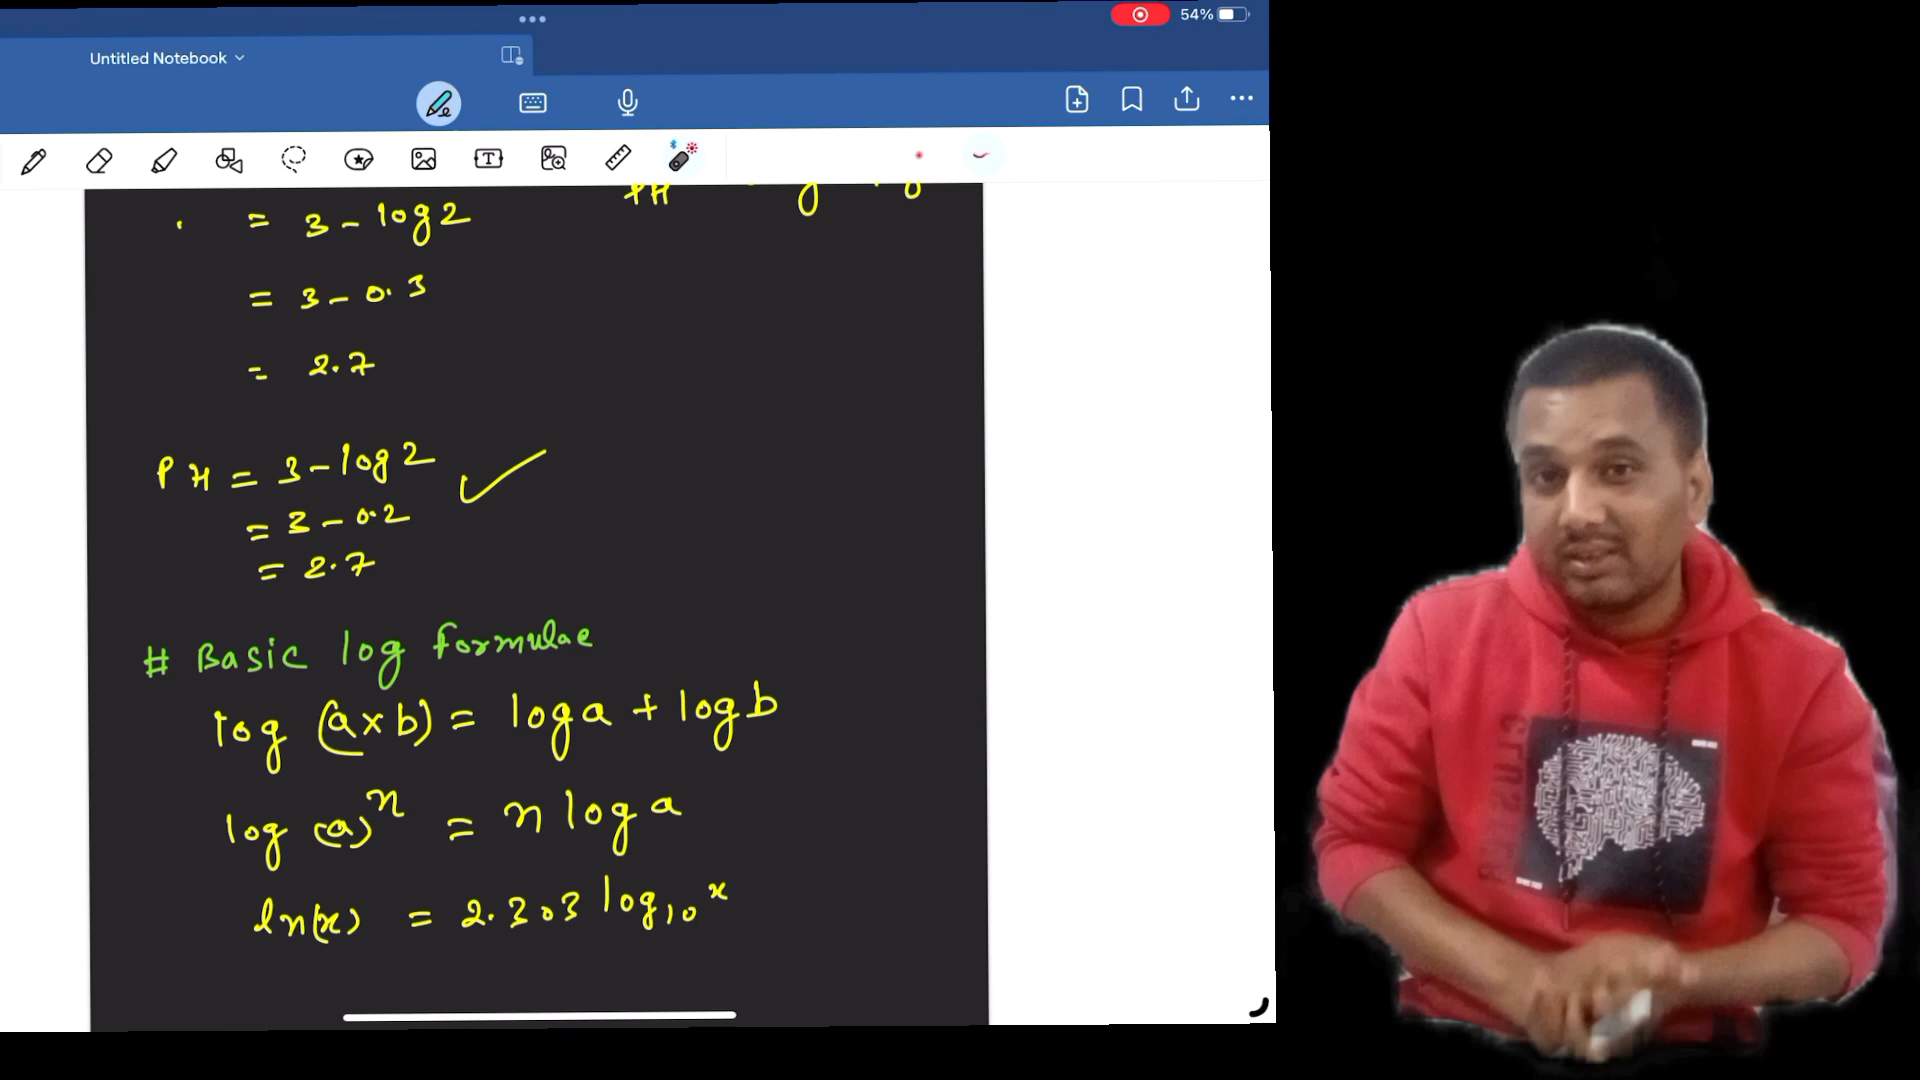 54%
Untitled Notebook
PH
= 3 - log 2
= 3 - 0.3
= 2.7
PH = 3 - log 2
= 3 - 0.2
= 2.7
# Basic log formulae
log (a×b) = log a + log b
log (a)ⁿ = n log a
ln(x) = 2.303 log₁₀ x